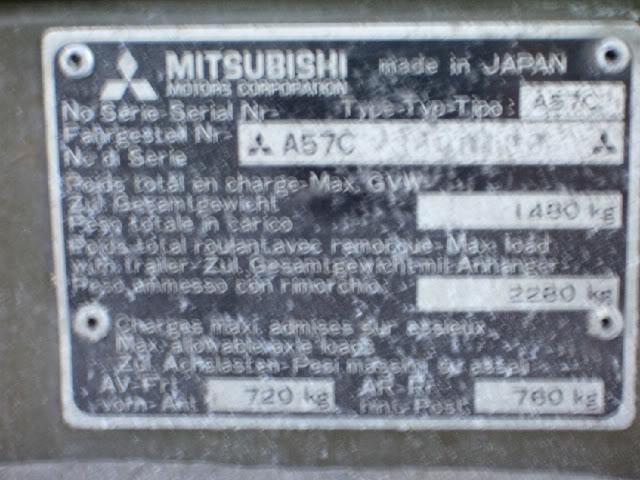 MITSUBISHI made in JAPAN
MOTORS CORPORATION
No Série-Serial Nr- Type-Typ-Tipo: A57C
Fahrgestell Nr- A57C
No di Serie
Poids total en charge-Max. GVW-
Zul. Gesamtgewicht 1480 kg
Peso totale in carico
Poids total roulant avec remorque-Max. load
with trailer-Zul. Gesamtgewicht mit Anhänger
Peso ammesso con rimorchio 2280 kg
Charges maxi admises sur essieux
Max allowable axle loads
Zul. Achslasten-Pesi massimi su assali
AV-Fr. 720 kg AR-Rr. 760 kg
vorn-Ant. hint-Post.